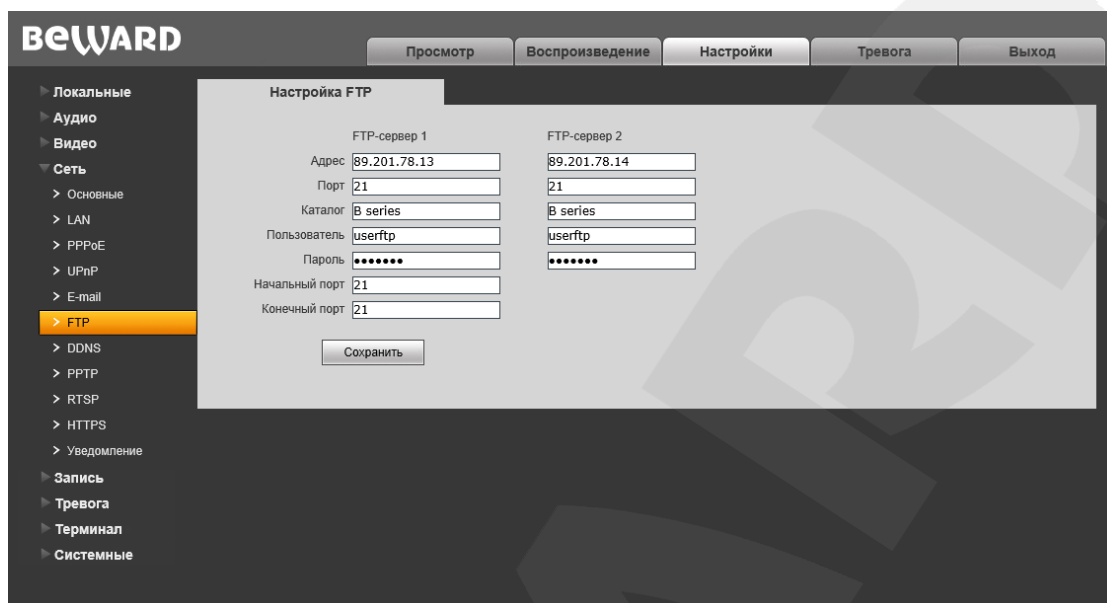 BEWARD
Просмотр Воспроизведение Настройки Тревога Выход
Локальные
Аудио
Видео
Сеть
> Основные
> LAN
> PPPoE
> UPnP
> E-mail
> FTP
> DDNS
> PPTP
> RTSP
> HTTPS
> Уведомление
Запись
Тревога
Терминал
Системные
Настройка FTP
FTP-сервер 1 FTP-сервер 2
Адрес 89.201.78.13 89.201.78.14
Порт 21 21
Каталог B series B series
Пользователь userftp userftp
Пароль ••••••• •••••••
Начальный порт 21
Конечный порт 21
Сохранить